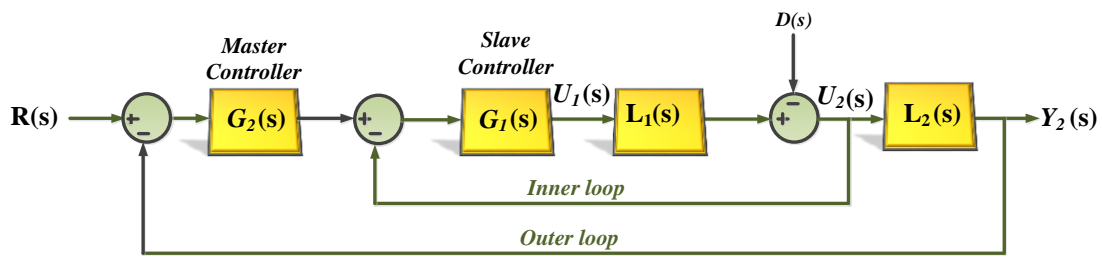 D(s)
Master
Controller
Slave
Controller
R(s)
+
−
G2(s)
+
−
G1(s)
U1(s)
L1(s)
−
+
U2(s)
L2(s)
Y2(s)
Inner loop
Outer loop